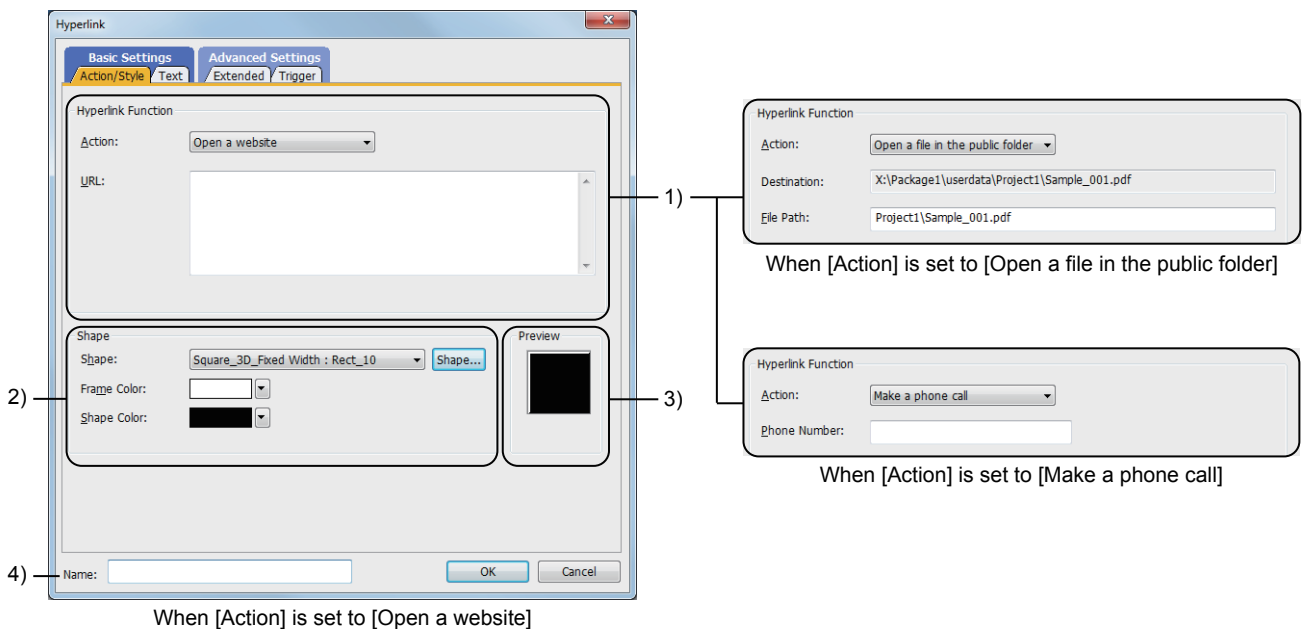 Hyperlink
Basic Settings
Advanced Settings
Action/Style
Text
Extended
Trigger
Hyperlink Function
Action:
Open a website
URL:
1)
Shape
Shape:
Square_3D_Fixed Width : Rect_10
Shape...
Frame Color:
Shape Color:
2)
Preview
3)
4)
Name:
OK
Cancel
When [Action] is set to [Open a website]
Hyperlink Function
Action:
Open a file in the public folder
Destination:
X:\Package1\userdata\Project1\Sample_001.pdf
File Path:
Project1\Sample_001.pdf
When [Action] is set to [Open a file in the public folder]
Hyperlink Function
Action:
Make a phone call
Phone Number:
When [Action] is set to [Make a phone call]